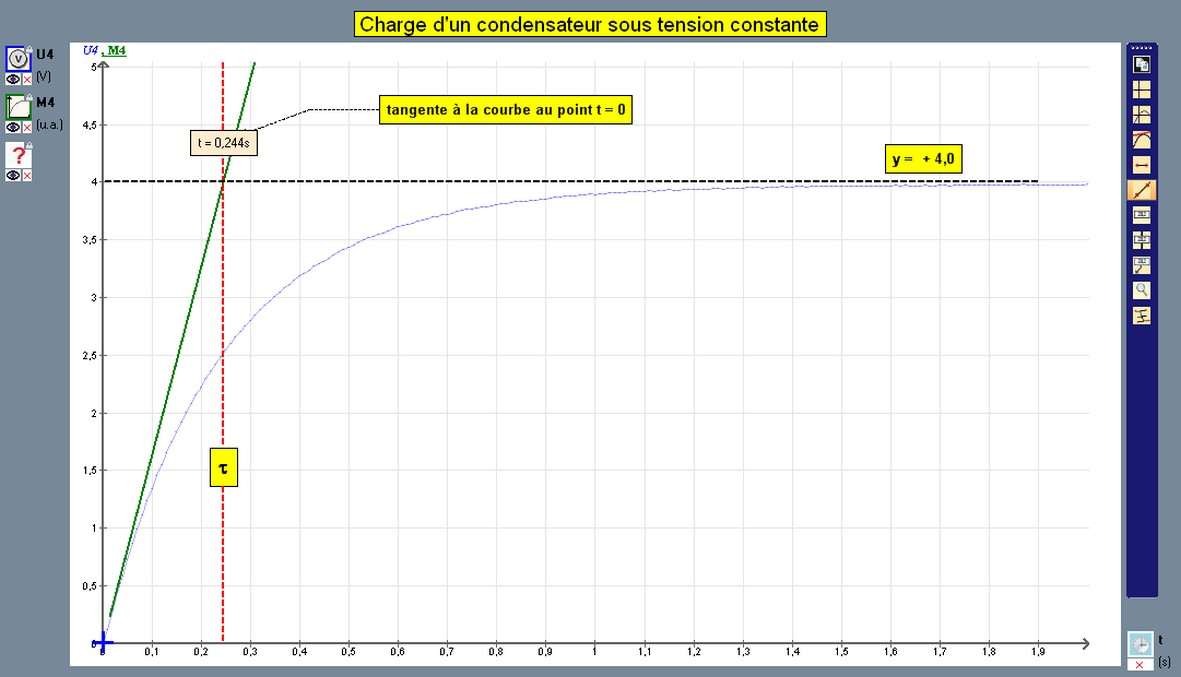 Charge d'un condensateur sous tension constante
U4 , M4
U4
(V)
M4
(u.a.)
?
5
tangente à la courbe au point t = 0
4,5
t = 0,244s
y = + 4,0
4
3,5
3
2,5
2
1,5
τ
1
0,5
0
0 0,1 0,2 0,3 0,4 0,5 0,6 0,7 0,8 0,9 1 1,1 1,2 1,3 1,4 1,5 1,6 1,7 1,8 1,9
t
(s)